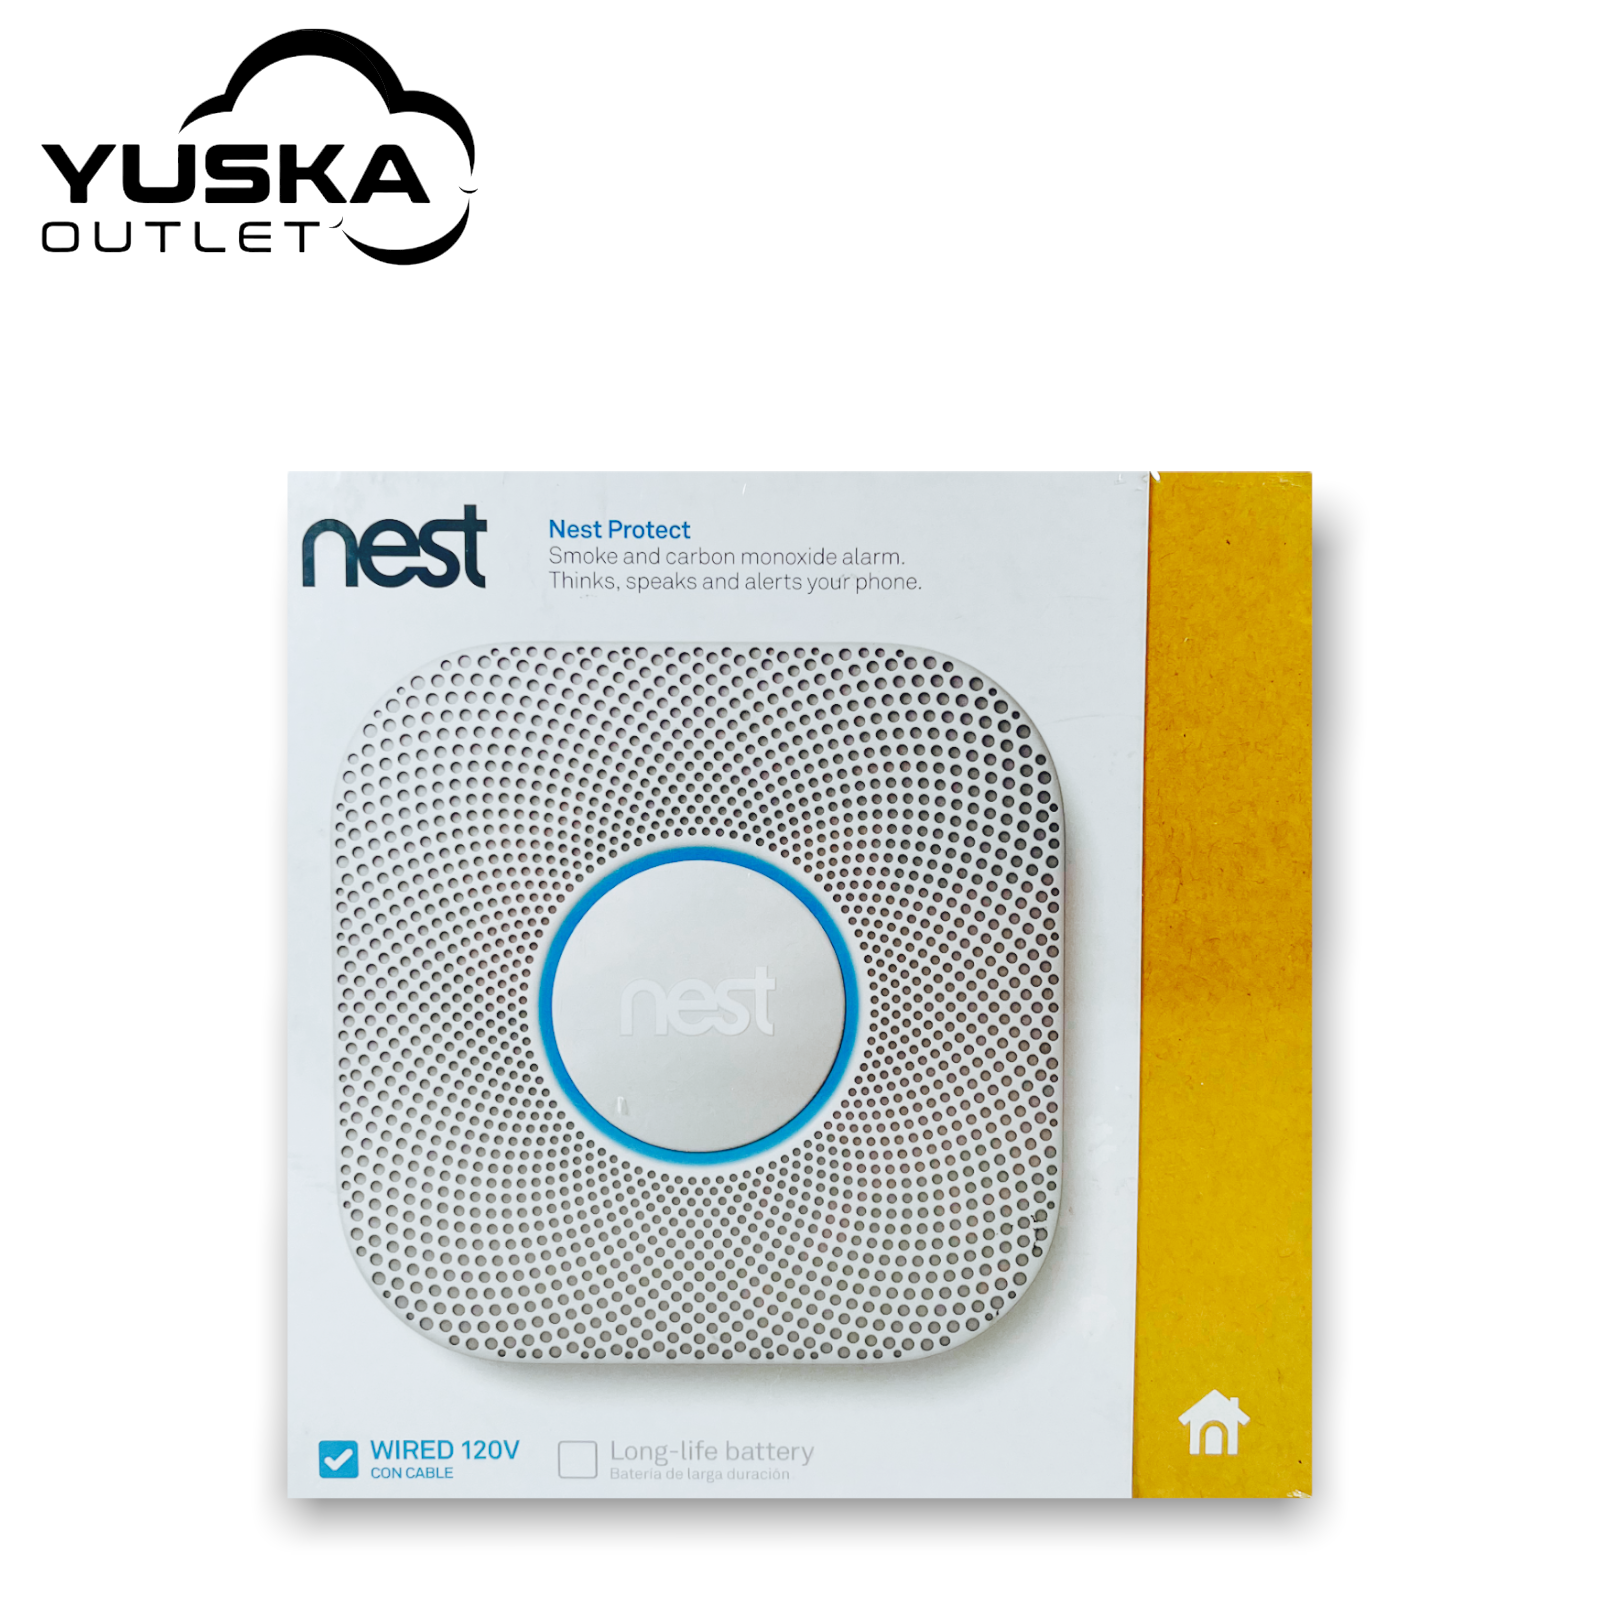 YUSKA
OUTLET
nest
Nest Protect
Smoke and carbon monoxide alarm.
Thinks, speaks and alerts your phone.
nest
WIRED 120V
CON CABLE
Long-life battery
Batería de larga duración